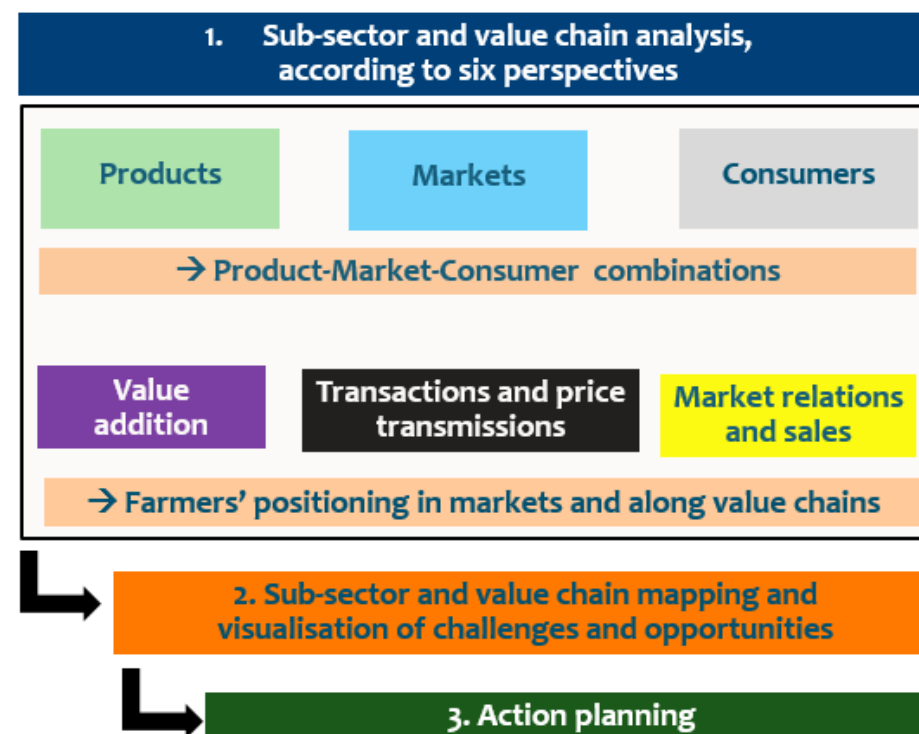 1. Sub-sector and value chain analysis,
according to six perspectives
Products
Markets
Consumers
→ Product-Market-Consumer combinations
Value
addition
Transactions and price
transmissions
Market relations
and sales
→ Farmers’ positioning in markets and along value chains
2. Sub-sector and value chain mapping and
visualisation of challenges and opportunities
3. Action planning